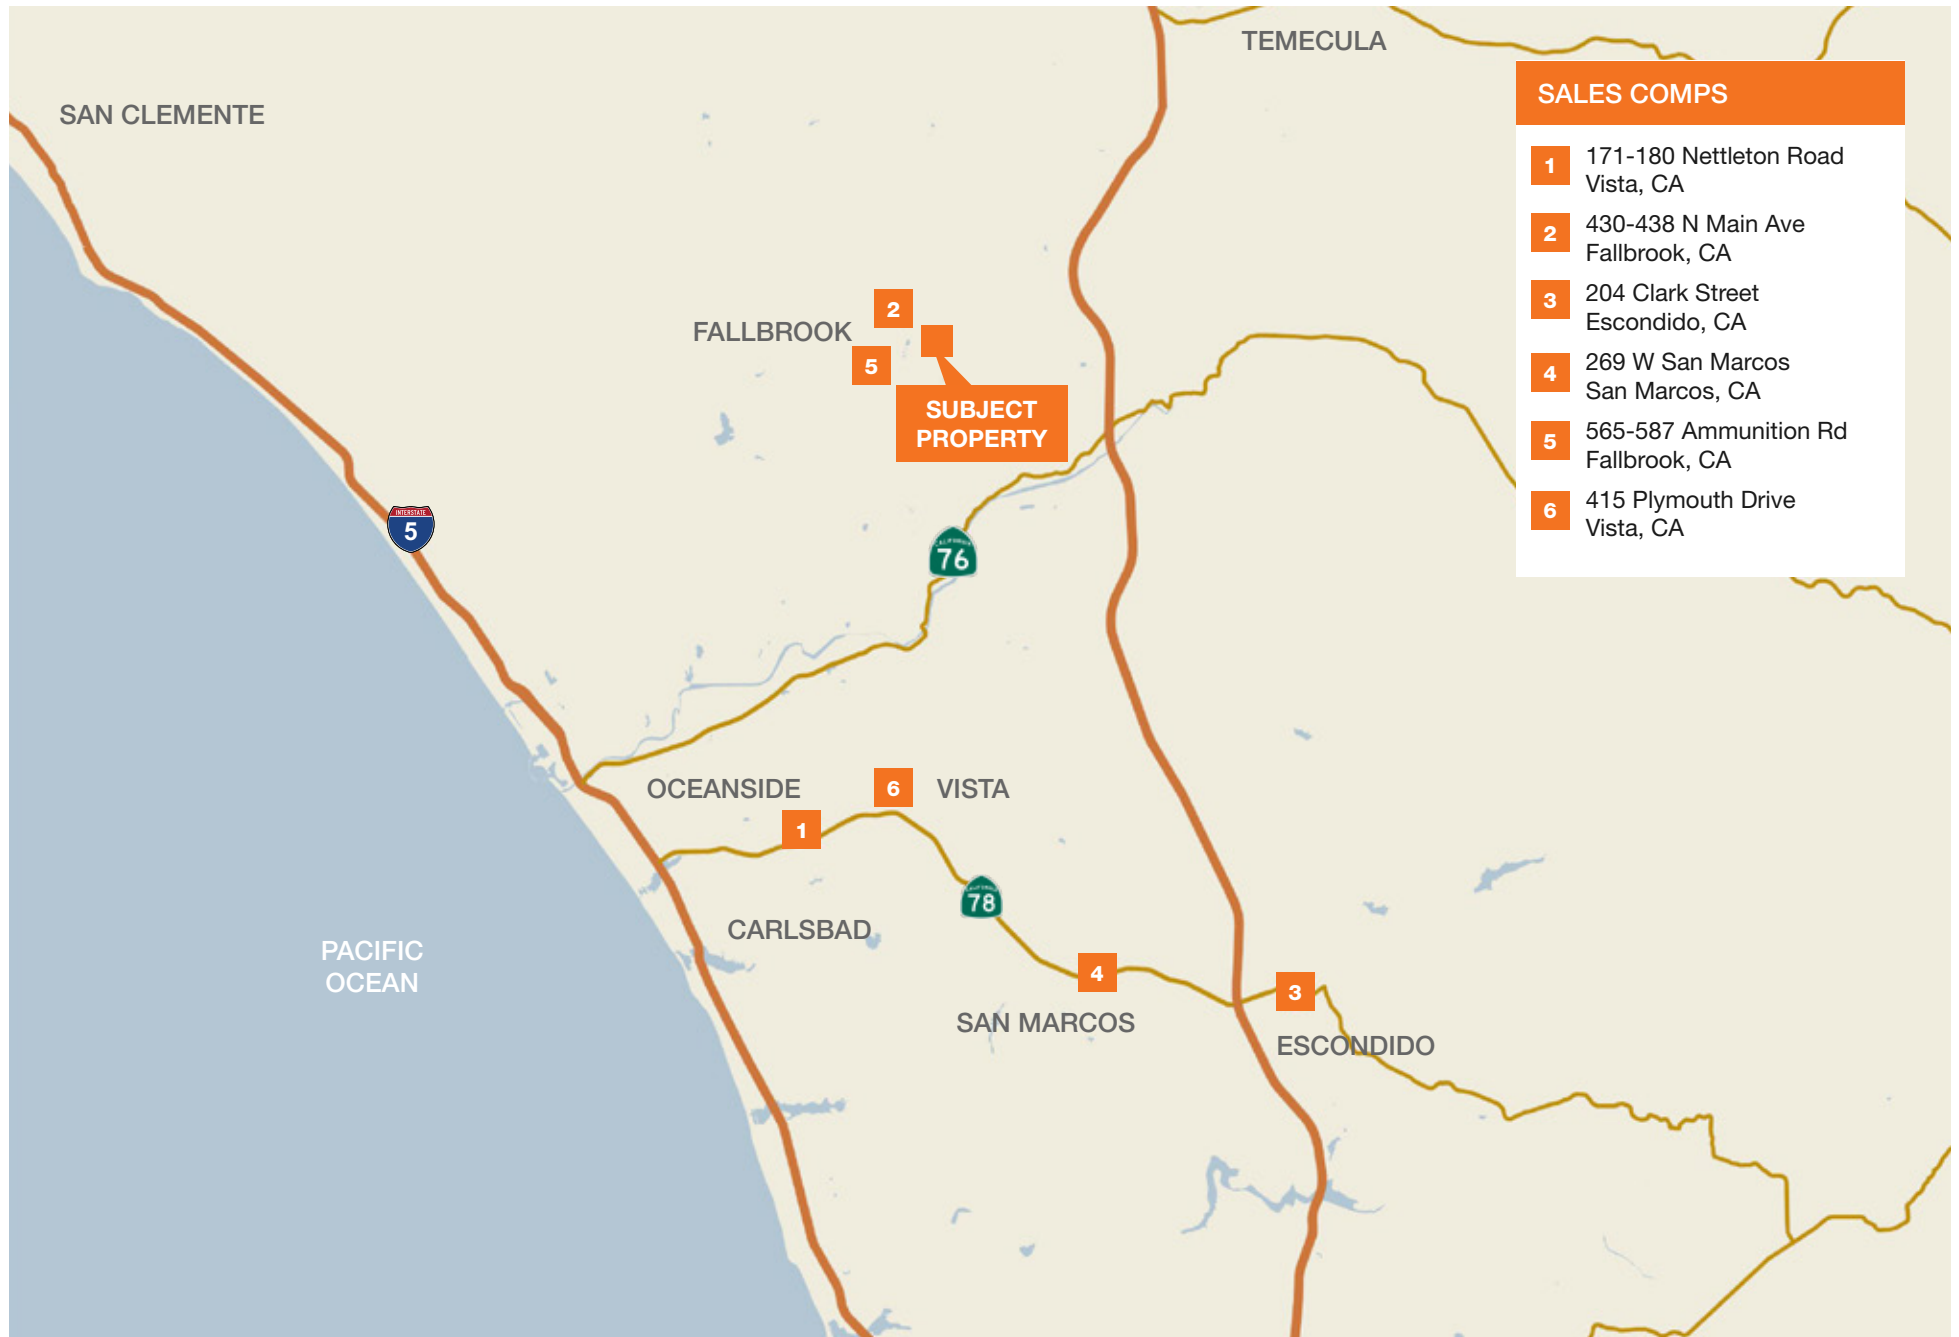 TEMECULA
SAN CLEMENTE
SALES COMPS
1
171-180 Nettleton Road
Vista, CA
2
430-438 N Main Ave
Fallbrook, CA
3
204 Clark Street
Escondido, CA
4
269 W San Marcos
San Marcos, CA
5
565-587 Ammunition Rd
Fallbrook, CA
6
415 Plymouth Drive
Vista, CA
2
FALLBROOK
5
SUBJECT
PROPERTY
INTERSTATE
5
CALIFORNIA
76
OCEANSIDE
6
VISTA
1
CALIFORNIA
78
CARLSBAD
PACIFIC
OCEAN
4
3
SAN MARCOS
ESCONDIDO